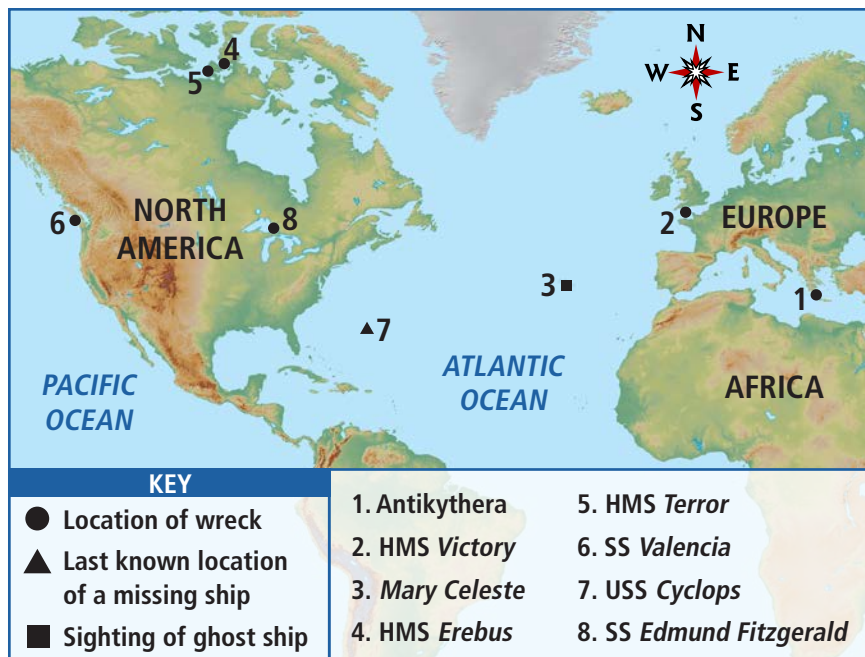 N
W E
S
4
5
NORTH
AMERICA
6
8
2
EUROPE
3
1
7
PACIFIC
OCEAN
ATLANTIC
OCEAN
AFRICA
KEY
Location of wreck
Last known location
of a missing ship
Sighting of ghost ship
1. Antikythera
2. HMS Victory
3. Mary Celeste
4. HMS Erebus
5. HMS Terror
6. SS Valencia
7. USS Cyclops
8. SS Edmund Fitzgerald